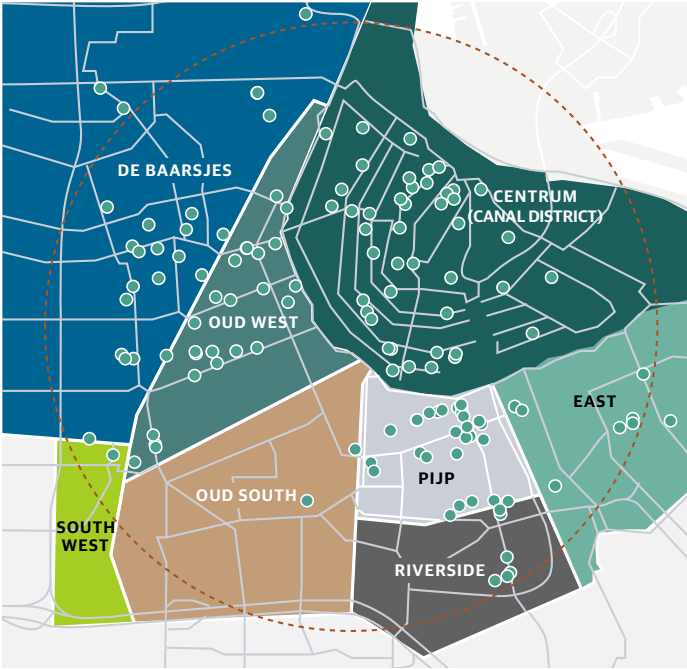 DE BAARSJES
CENTRUM
(CANAL DISTRICT)
OUD WEST
EAST
PIJP
OUD SOUTH
SOUTH
WEST
RIVERSIDE